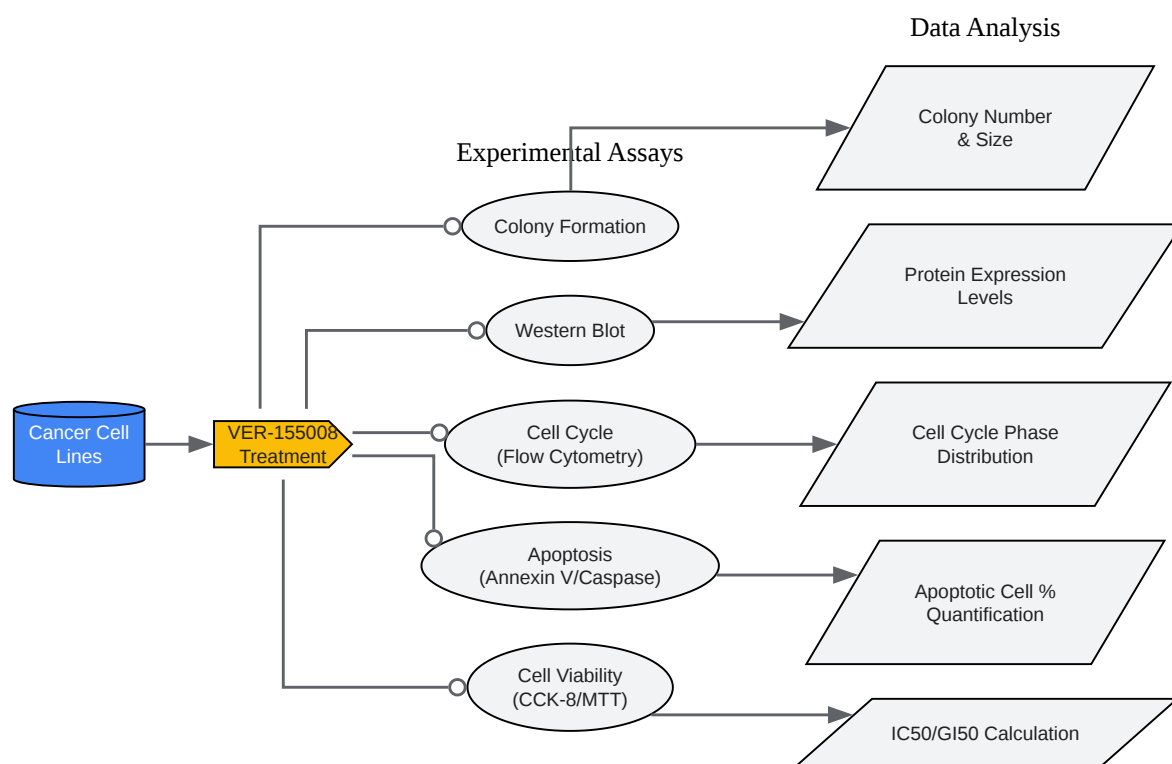 Data Analysis
Colony Number
& Size
Experimental Assays
Colony Formation
Protein Expression
Levels
Western Blot
Cancer Cell
Lines
VER-155008
Treatment
Cell Cycle
(Flow Cytometry)
Cell Cycle Phase
Distribution
Apoptosis
(Annexin V/Caspase)
Apoptotic Cell %
Quantification
Cell Viability
(CCK-8/MTT)
IC50/GI50 Calculation